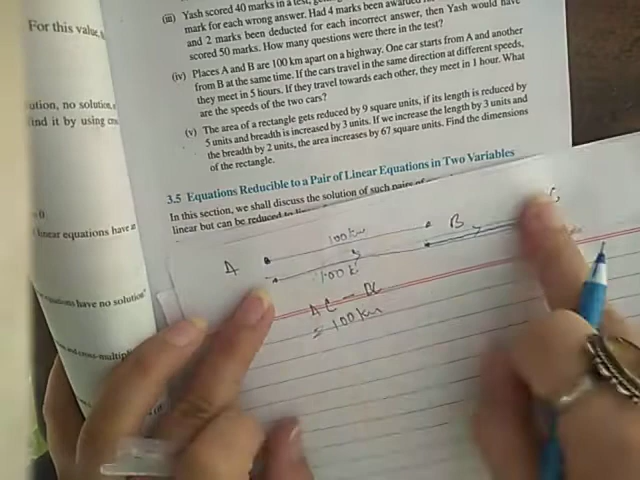 For this value,
ution, no solution,
ind it by using
linear equations have
have no solution"
(iii) Yash scored 40 marks in a test,
mark for each wrong answer. Had 4 marks been
and 2 marks been deducted for each incorrect answer, then Yash would have
scored 50 marks. How many questions were there in the test?
(iv) Places A and B are 100 km apart on a highway. One car starts from A and another
from B at the same time. If the cars travel in the same direction at different speeds,
they meet in 5 hours. If they travel towards each other, they meet in 1 hour. What
are the speeds of the two cars?
(v) The area of a rectangle gets reduced by 9 square units, if its length is reduced by
5 units and breadth is increased by 3 units. If we increase the length by 3 units and
the breadth by 2 units, the area increases by 67 square units. Find the dimensions
of the rectangle.
3.5 Equations Reducible to a Pair of Linear Equations in Two Variables
In this section, we shall discuss the solution of such pairs of
linear but can be reduced to
A 100 km B C
100 k
AC - BC
= 100 km